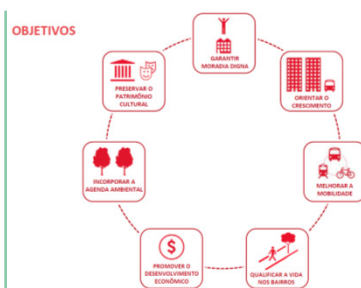 OBJETIVOS
GARANTIR
MORADIA DIGNA
ORIENTAR O
CRESCIMENTO
MELHORAR A
MOBILIDADE
QUALIFICAR A VIDA
NOS BAIRROS
$
PROMOVER O
DESENVOLVIMENTO
ECONÔMICO
INCORPORAR A
AGENDA AMBIENTAL
PRESERVAR O
PATRIMÔNIO
CULTURAL